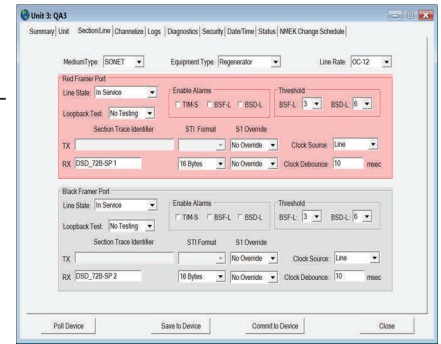 Unit 3: QA3
Summary Unit Section/Line Channelize Logs Diagnostics Security Date/Time Status NMEK Change Schedule
MediumType: SONET Equipment Type: Regenerator Line Rate: OC-12
Red Framer Port
Line State: In Service Enable Alarms Threshold
TIM-S BSF-L BSD-L BSF-L: 3 BSD-L: 6
Loopback Test: No Testing
Section Trace Identifier STI Format S1 Override
TX No Override Clock Source: Line
RX DSD_72B-SP 1 16 Bytes No Override Clock Debounce: 10 msec
Black Framer Port
Line State: In Service Enable Alarms Threshold
TIM-S BSF-L BSD-L BSF-L: 3 BSD-L: 6
Loopback Test: No Testing
Section Trace Identifier STI Format S1 Override
TX No Override Clock Source: Line
RX DSD_72B-SP 2 16 Bytes No Override Clock Debounce: 10 msec
Poll Device Save to Device Commit to Device Close